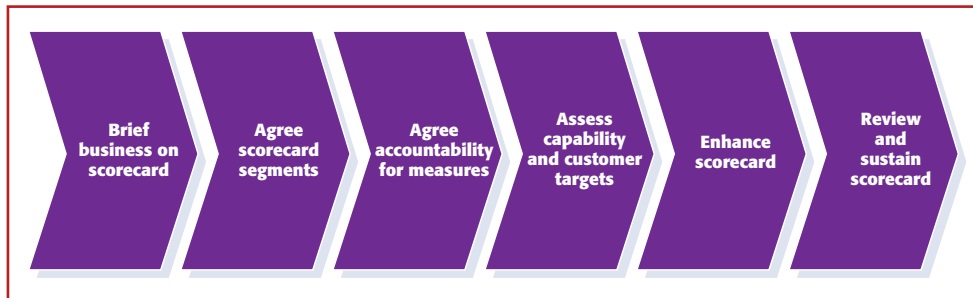 Brief
business on
scorecard
Agree
scorecard
segments
Agree
accountability
for measures
Assess
capability
and customer
targets
Enhance
scorecard
Review
and
sustain
scorecard